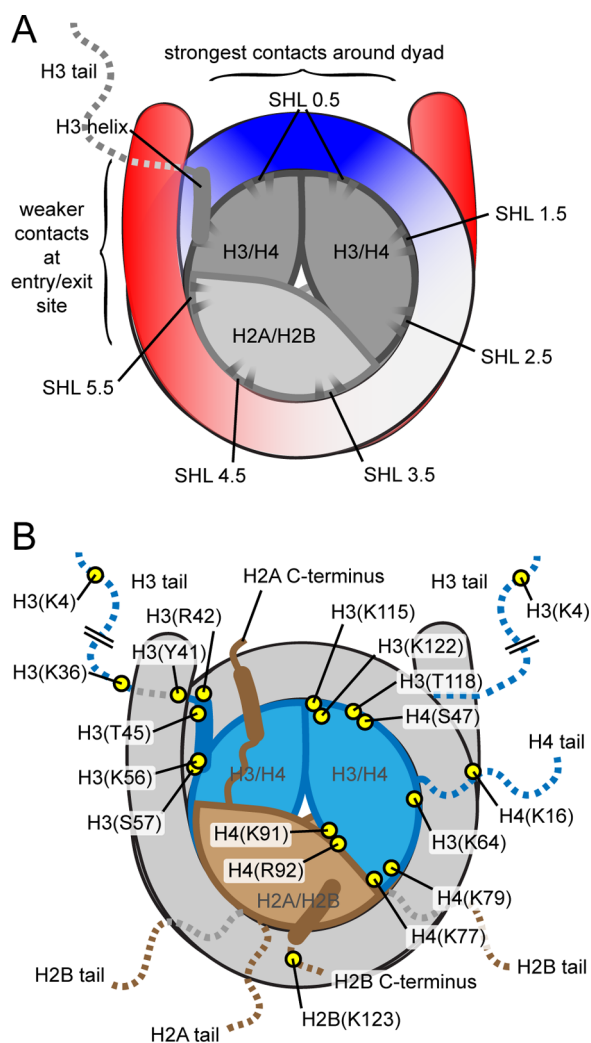 A
strongest contacts around dyad
H3 tail
SHL 0.5
H3 helix
weaker
contacts
at
entry/exit
site
SHL 1.5
H3/H4
H3/H4
H2A/H2B
SHL 2.5
SHL 5.5
SHL 4.5
SHL 3.5
B
H2A C-terminus
H3 tail
H3 tail
H3(K4)
H3(R42)
H3(K115)
H3(K4)
H3(K122)
H3(K36)
H3(Y41)
H3(T118)
H4(S47)
H3(T45)
H4 tail
H3(K56)
H3/H4
H3/H4
H4(K16)
H3(S57)
H4(K91)
H3(K64)
H4(R92)
H4(K79)
H2A/H2B
H4(K77)
H2B tail
H2B tail
H2B C-terminus
H2A tail
H2B(K123)